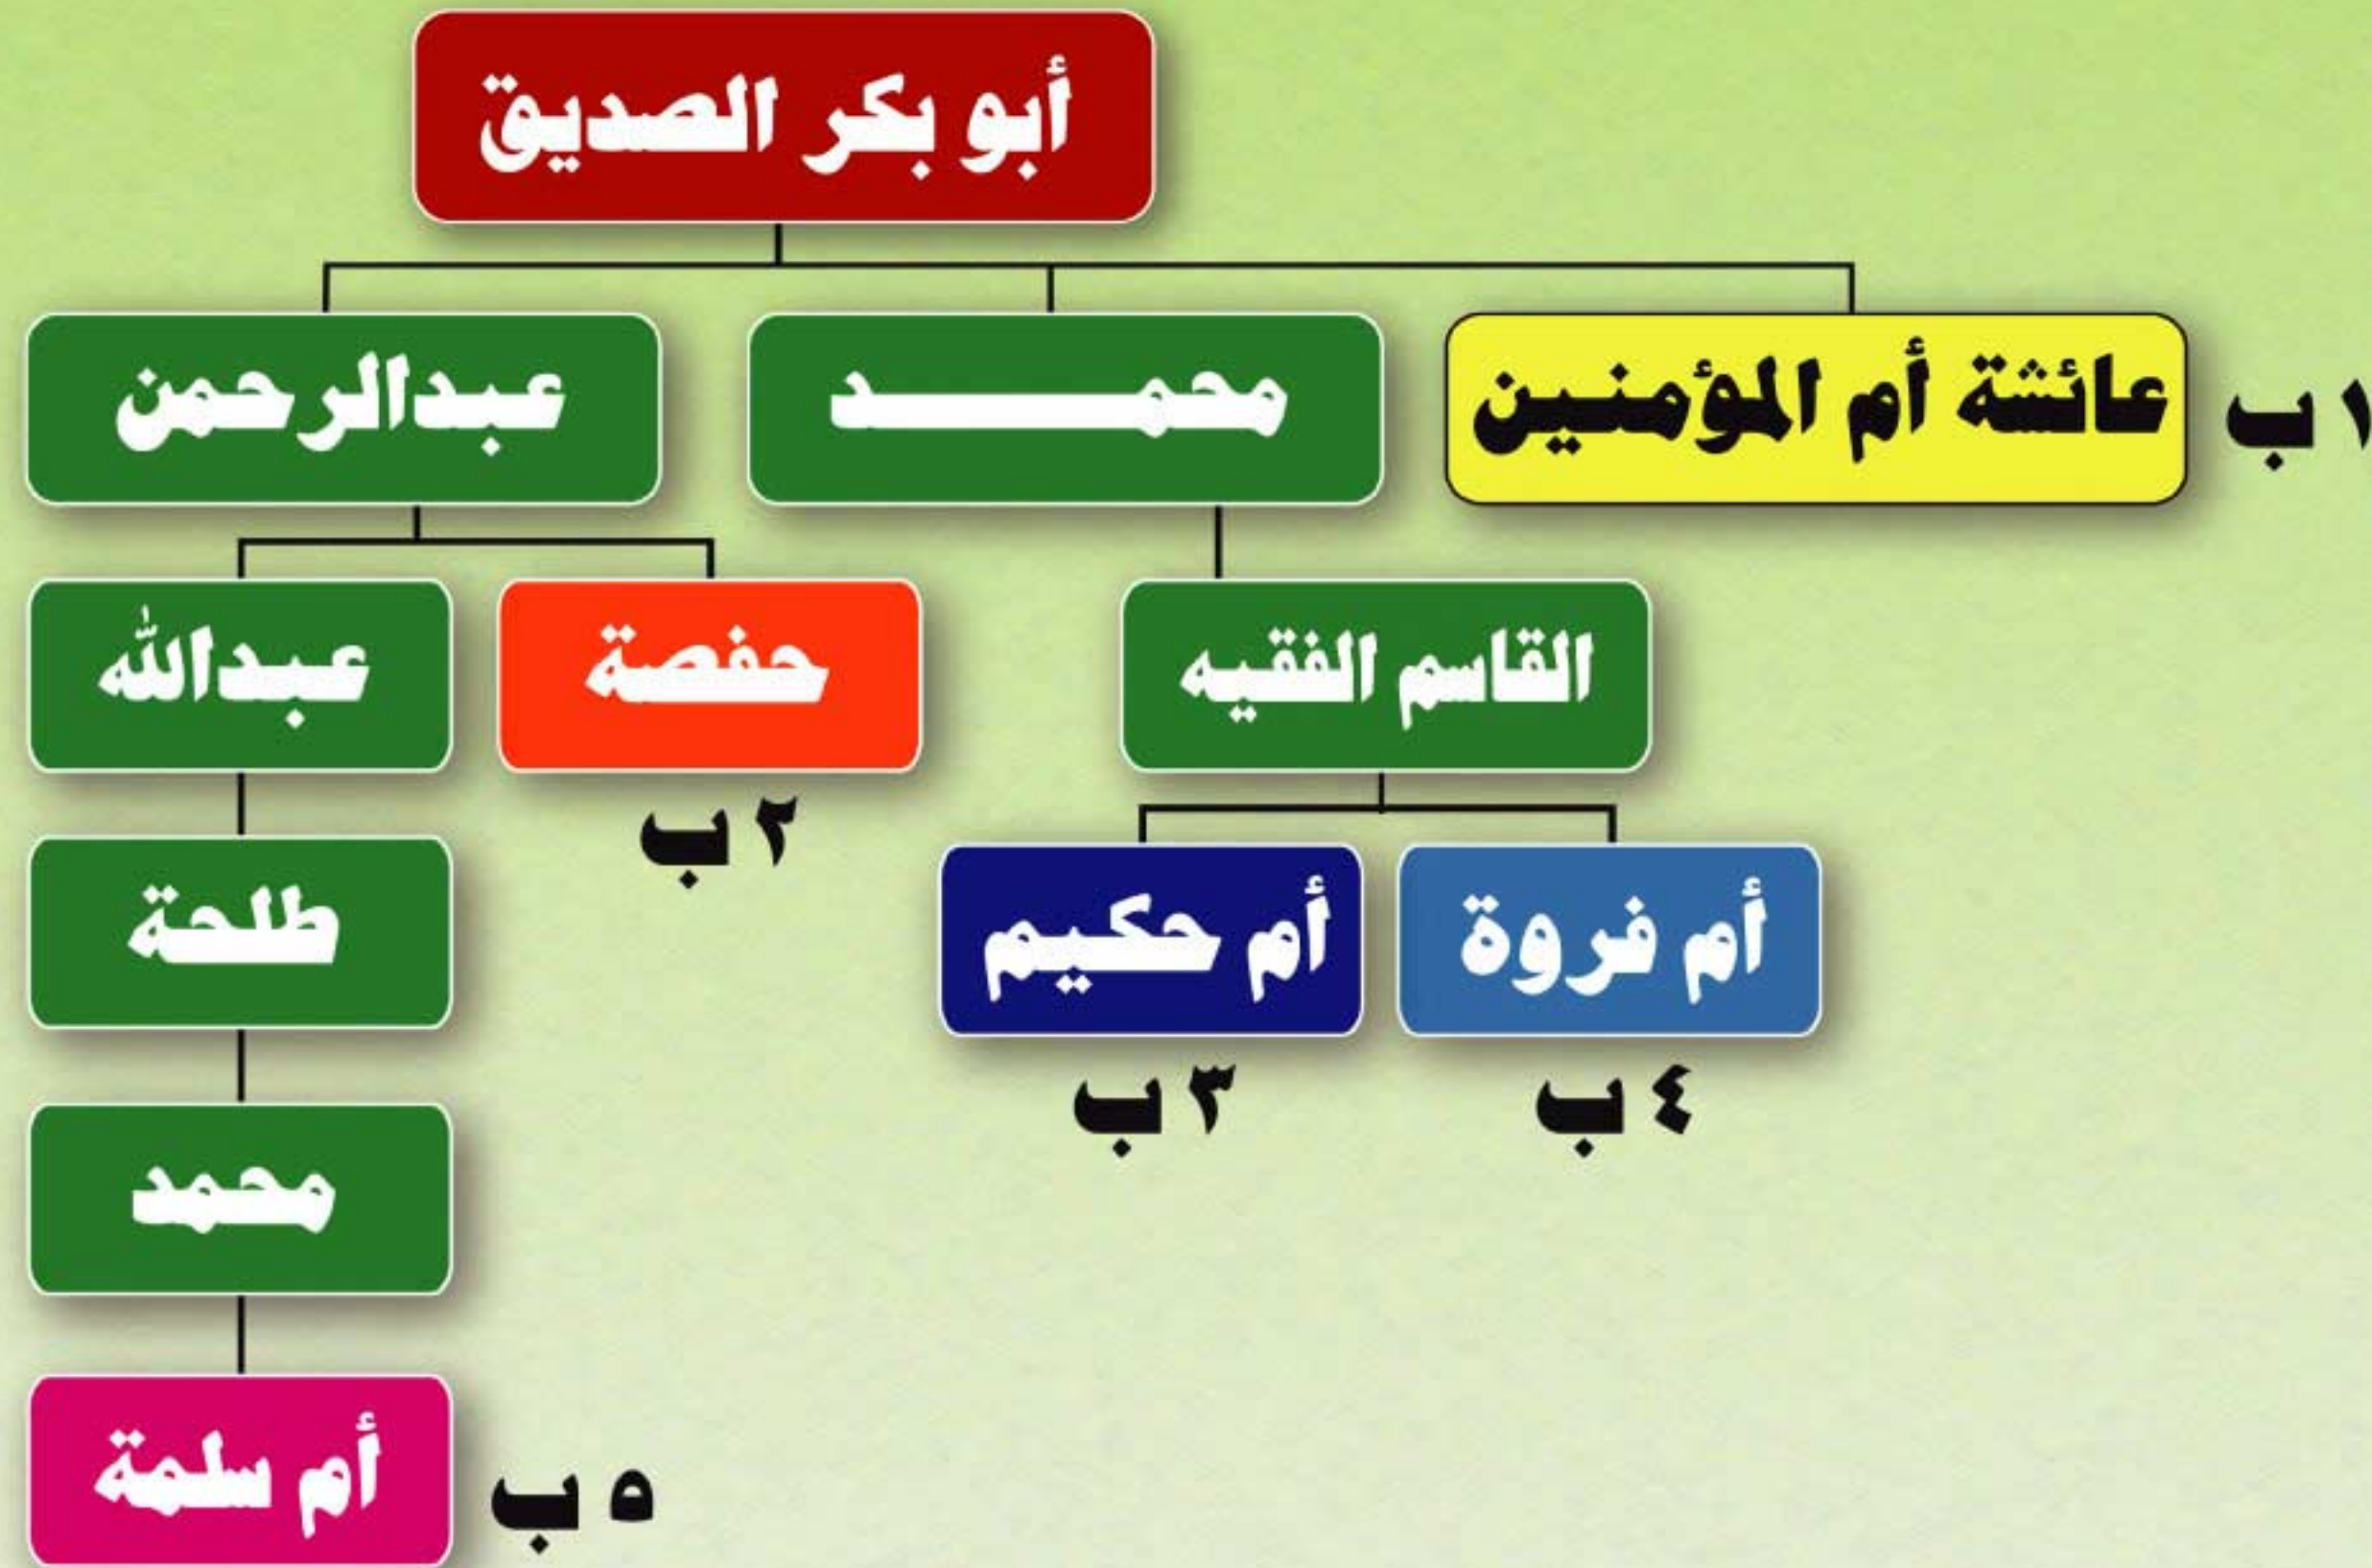 أبو بكر الصديق
١ ب
عائشة أم المؤمنين
محمـــــــد
عبدالرحمن
القاسم الفقيه
حفصة
عبدالله
٢ ب
أم فروة
أم حكيم
طلحة
٤ ب
٣ ب
محمد
٥ ب
أم سلمة